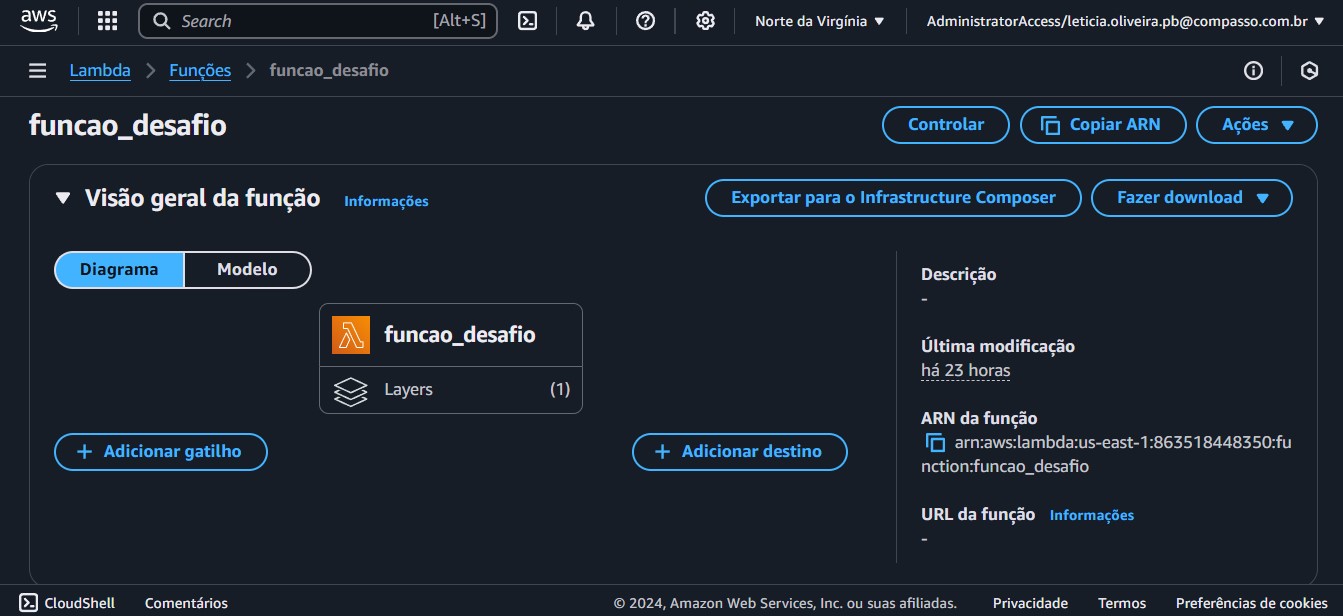 aws Search [Alt+S] Norte da Virgínia AdministratorAccess/leticia.oliveira.pb@compasso.com.br
Lambda Funções funcao_desafio
funcao_desafio Controlar Copiar ARN Ações
Visão geral da função Informações Exportar para o Infrastructure Composer Fazer download
Diagrama Modelo
funcao_desafio
Layers (1)
+ Adicionar gatilho
+ Adicionar destino
Descrição
-
Última modificação
há 23 horas
ARN da função
arn:aws:lambda:us-east-1:863518448350:fu
nction:funcao_desafio
URL da função Informações
-
CloudShell Comentários © 2024, Amazon Web Services, Inc. ou suas afiliadas. Privacidade Termos Preferências de cookies